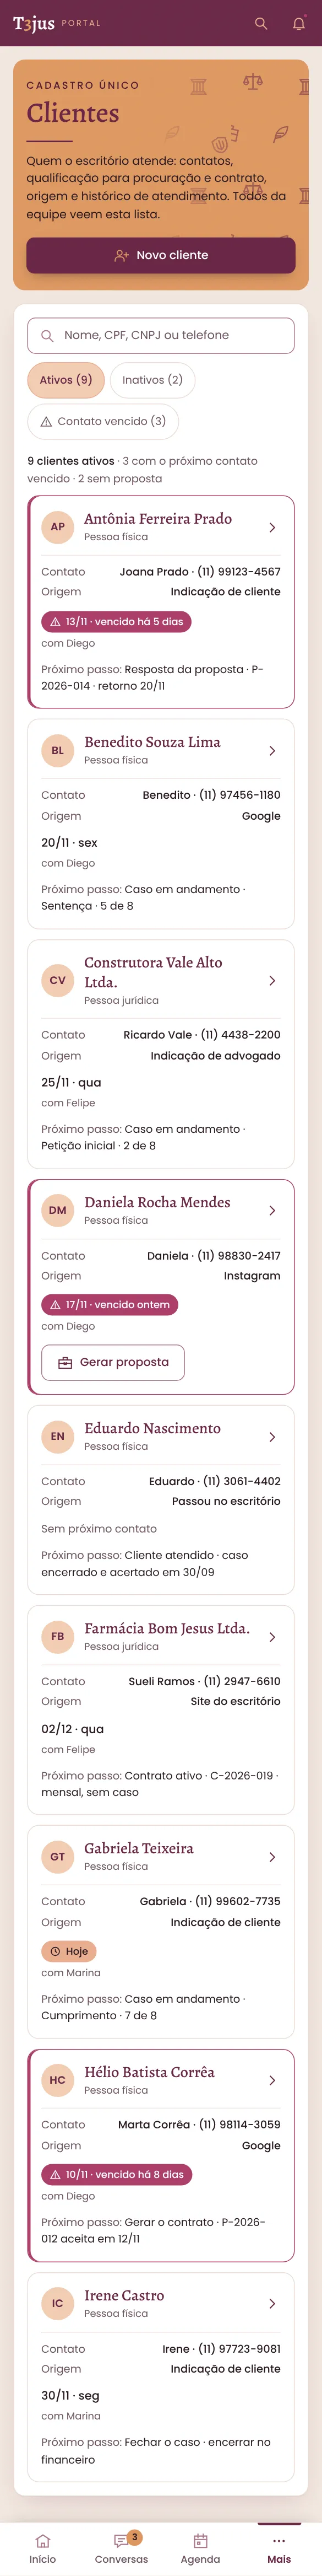 T3jus PORTAL
CADASTRO ÚNICO
Clientes
Quem o escritório atende: contatos,
qualificação para procuração e contrato,
origem e histórico de atendimento. Todos da
equipe veem esta lista.
Novo cliente
Nome, CPF, CNPJ ou telefone
Ativos (9)
Inativos (2)
Contato vencido (3)
9 clientes ativos · 3 com o próximo contato
vencido · 2 sem proposta
AP
Antônia Ferreira Prado
Pessoa física
Contato Joana Prado · (11) 99123-4567
Origem Indicação de cliente
13/11 · vencido há 5 dias
com Diego
Próximo passo: Resposta da proposta · P-
2026-014 · retorno 20/11
BL
Benedito Souza Lima
Pessoa física
Contato Benedito · (11) 97456-1180
Origem Google
20/11 · sex
com Diego
Próximo passo: Caso em andamento ·
Sentença · 5 de 8
CV
Construtora Vale Alto
Ltda.
Pessoa jurídica
Contato Ricardo Vale · (11) 4438-2200
Origem Indicação de advogado
25/11 · qua
com Felipe
Próximo passo: Caso em andamento ·
Petição inicial · 2 de 8
DM
Daniela Rocha Mendes
Pessoa física
Contato Daniela · (11) 98830-2417
Origem Instagram
17/11 · vencido ontem
com Diego
Gerar proposta
EN
Eduardo Nascimento
Pessoa física
Contato Eduardo · (11) 3061-4402
Origem Passou no escritório
Sem próximo contato
Próximo passo: Cliente atendido · caso
encerrado e acertado em 30/09
FB
Farmácia Bom Jesus Ltda.
Pessoa jurídica
Contato Sueli Ramos · (11) 2947-6610
Origem Site do escritório
02/12 · qua
com Felipe
Próximo passo: Contrato ativo · C-2026-019 ·
mensal, sem caso
GT
Gabriela Teixeira
Pessoa física
Contato Gabriela · (11) 99602-7735
Origem Indicação de cliente
Hoje
com Marina
Próximo passo: Caso em andamento ·
Cumprimento · 7 de 8
HC
Hélio Batista Corrêa
Pessoa física
Contato Marta Corrêa · (11) 98114-3059
Origem Google
10/11 · vencido há 8 dias
com Diego
Próximo passo: Gerar o contrato · P-2026-
012 aceita em 12/11
IC
Irene Castro
Pessoa física
Contato Irene · (11) 97723-9081
Origem Indicação de cliente
30/11 · seg
com Marina
Próximo passo: Fechar o caso · encerrar no
financeiro
3
Início Conversas Agenda Mais